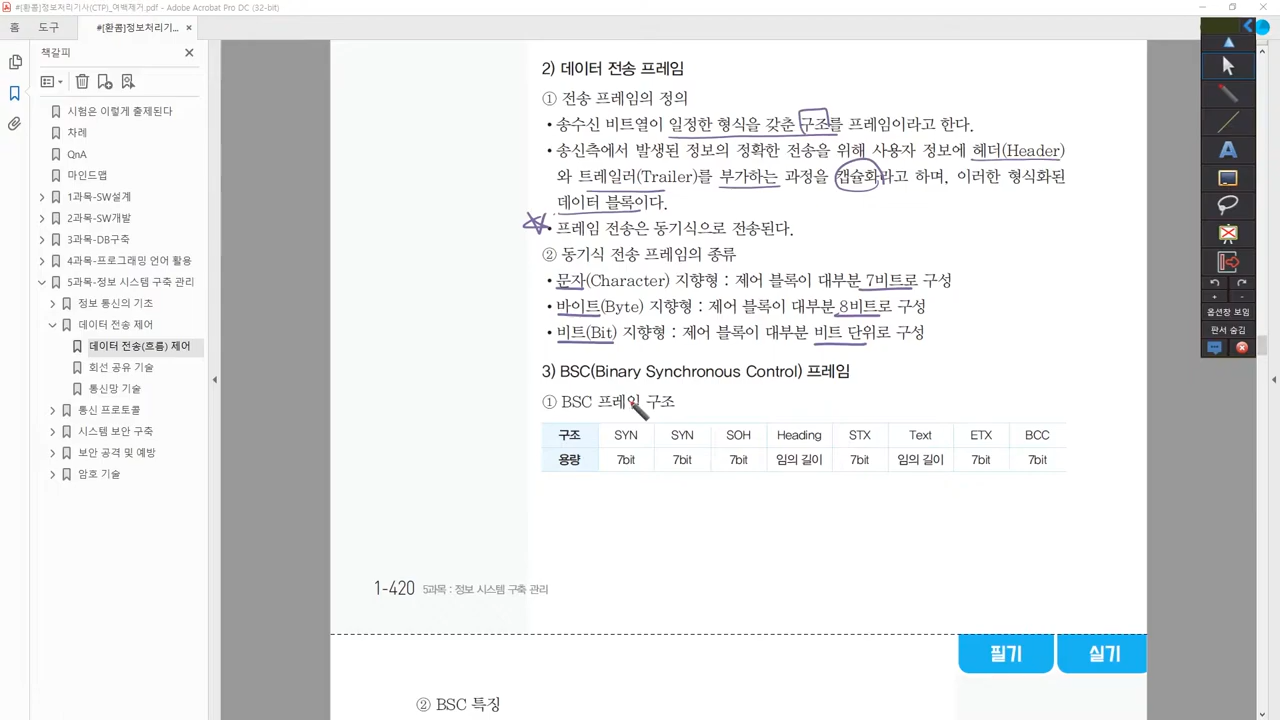 #[환콤]정보처리기사(CTP)_여백제거.pdf - Adobe Acrobat Pro DC (32-bit)
홈 도구 #[환콤]정보처리기...
책갈피
시험은 이렇게 출제된다
차례
QnA
마인드맵
1과목-SW설계
2과목-SW개발
3과목-DB구축
4과목-프로그래밍 언어 활용
5과목-정보 시스템 구축 관리
정보 통신의 기초
데이터 전송 제어
데이터 전송(흐름) 제어
회선 공유 기술
통신망 기술
통신 프로토콜
시스템 보안 구축
보안 공격 및 예방
암호 기술
2) 데이터 전송 프레임
① 전송 프레임의 정의
• 송수신 비트열이 일정한 형식을 갖춘 구조를 프레임이라고 한다.
• 송신측에서 발생된 정보의 정확한 전송을 위해 사용자 정보에 헤더(Header)
와 트레일러(Trailer)를 부가하는 과정을 캡슐화라고 하며, 이러한 형식화된
데이터 블록이다.
• 프레임 전송은 동기식으로 전송된다.
② 동기식 전송 프레임의 종류
• 문자(Character) 지향형 : 제어 블록이 대부분 7비트로 구성
• 바이트(Byte) 지향형 : 제어 블록이 대부분 8비트로 구성
• 비트(Bit) 지향형 : 제어 블록이 대부분 비트 단위로 구성
3) BSC(Binary Synchronous Control) 프레임
① BSC 프레임 구조
구조 SYN SYN SOH Heading STX Text ETX BCC
용량 7bit 7bit 7bit 임의 길이 7bit 임의 길이 7bit 7bit
1-420 5과목 : 정보 시스템 구축 관리
필기 실기
② BSC 특징
A
옵션창 보임
판서 숨김